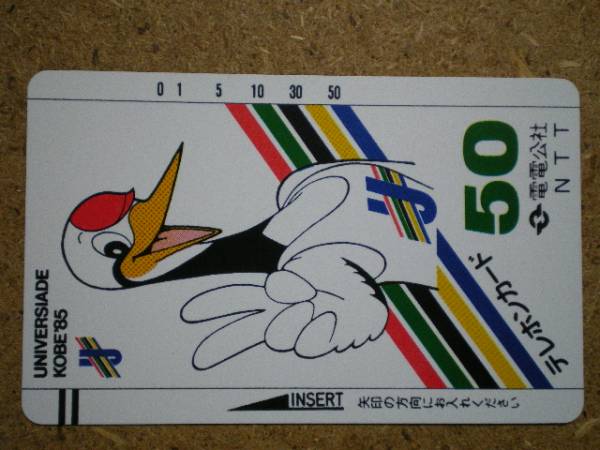 0 1 5 10 30 50
UNIVERSIADE
KOBE'85
50
電電公社
NTT
テレホンカード
INSERT 矢印の方向にお入れください